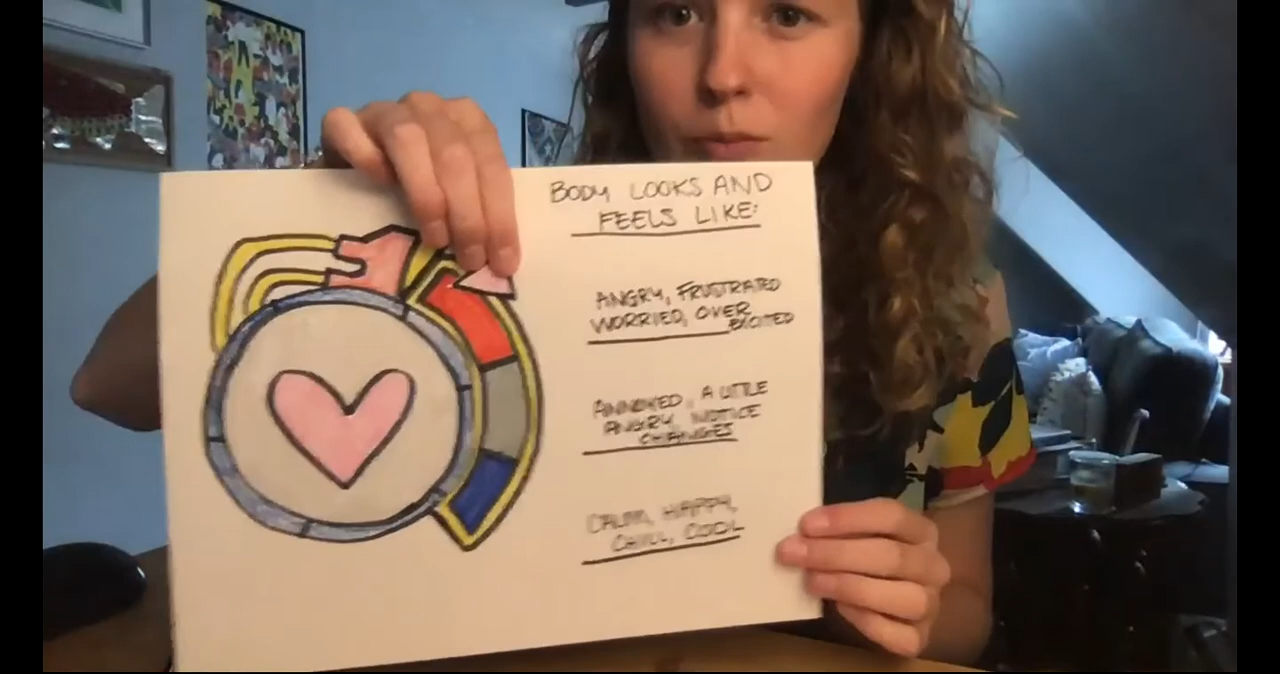 BODY LOOKS AND
FEELS LIKE:
ANGRY, FRUSTRATED
WORRIED, OVER
EXCITED
ANNOYED, A LITTLE
ANGRY, NOTICE
CHANGES
CALM, HAPPY,
CHILL, COOL